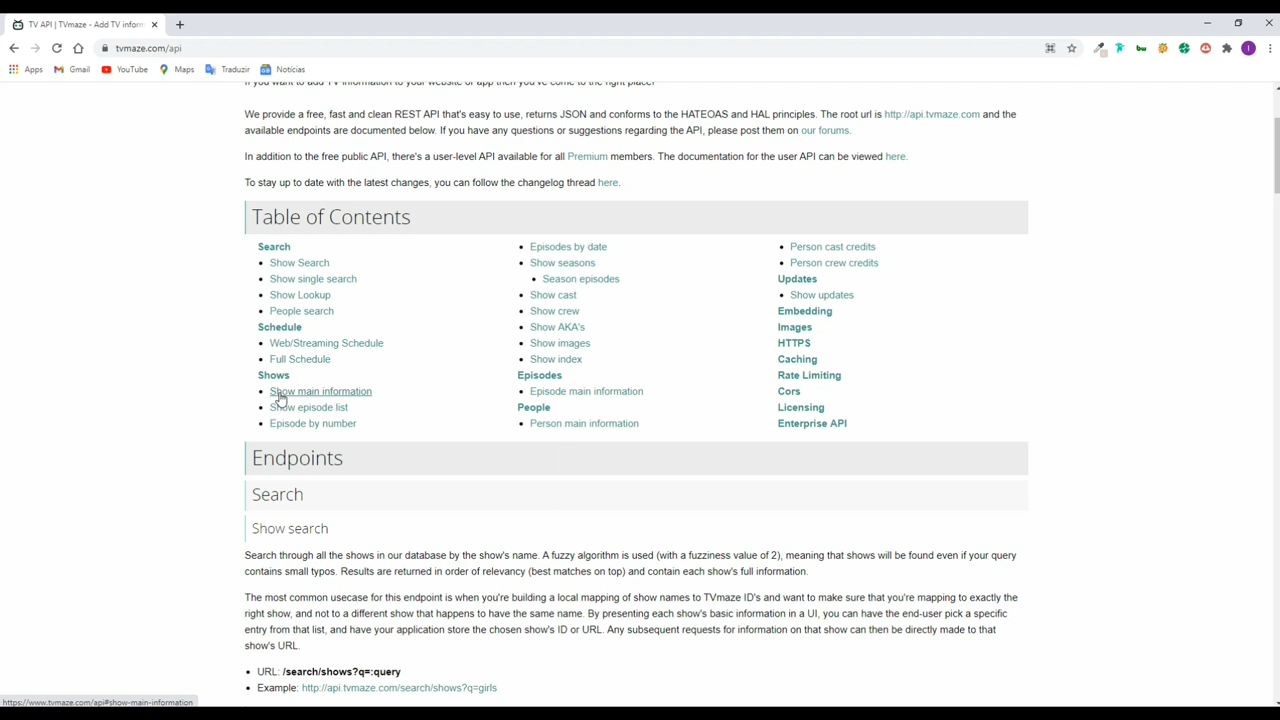 TV API | TVmaze - Add TV inform
tvmaze.com/api
Apps Gmail YouTube Maps Traduzir Notícias
If you want to add TV information to your website or app then you've come to the right place!
We provide a free, fast and clean REST API that's easy to use, returns JSON and conforms to the HATEOAS and HAL principles. The root url is http://api.tvmaze.com and the
available endpoints are documented below. If you have any questions or suggestions regarding the API, please post them on our forums.
In addition to the free public API, there's a user-level API available for all Premium members. The documentation for the user API can be viewed here.
To stay up to date with the latest changes, you can follow the changelog thread here.
Table of Contents
Search
• Show Search
• Show single search
• Show Lookup
• People search
Schedule
• Web/Streaming Schedule
• Full Schedule
Shows
• Show main information
• Show episode list
• Episode by number
• Episodes by date
• Show seasons
• Season episodes
• Show cast
• Show crew
• Show AKA's
• Show images
• Show index
Episodes
• Episode main information
People
• Person main information
• Person cast credits
• Person crew credits
Updates
• Show updates
Embedding
Images
HTTPS
Caching
Rate Limiting
Cors
Licensing
Enterprise API
Endpoints
Search
Show search
Search through all the shows in our database by the show's name. A fuzzy algorithm is used (with a fuzziness value of 2), meaning that shows will be found even if your query
contains small typos. Results are returned in order of relevancy (best matches on top) and contain each show's full information.
The most common usecase for this endpoint is when you're building a local mapping of show names to TVmaze ID's and want to make sure that you're mapping to exactly the
right show, and not to a different show that happens to have the same name. By presenting each show's basic information in a UI, you can have the end-user pick a specific
entry from that list, and have your application store the chosen show's ID or URL. Any subsequent requests for information on that show can then be directly made to that
show's URL.
• URL: /search/shows?q=:query
• Example: http://api.tvmaze.com/search/shows?q=girls
https://www.tvmaze.com/api#show-main-information